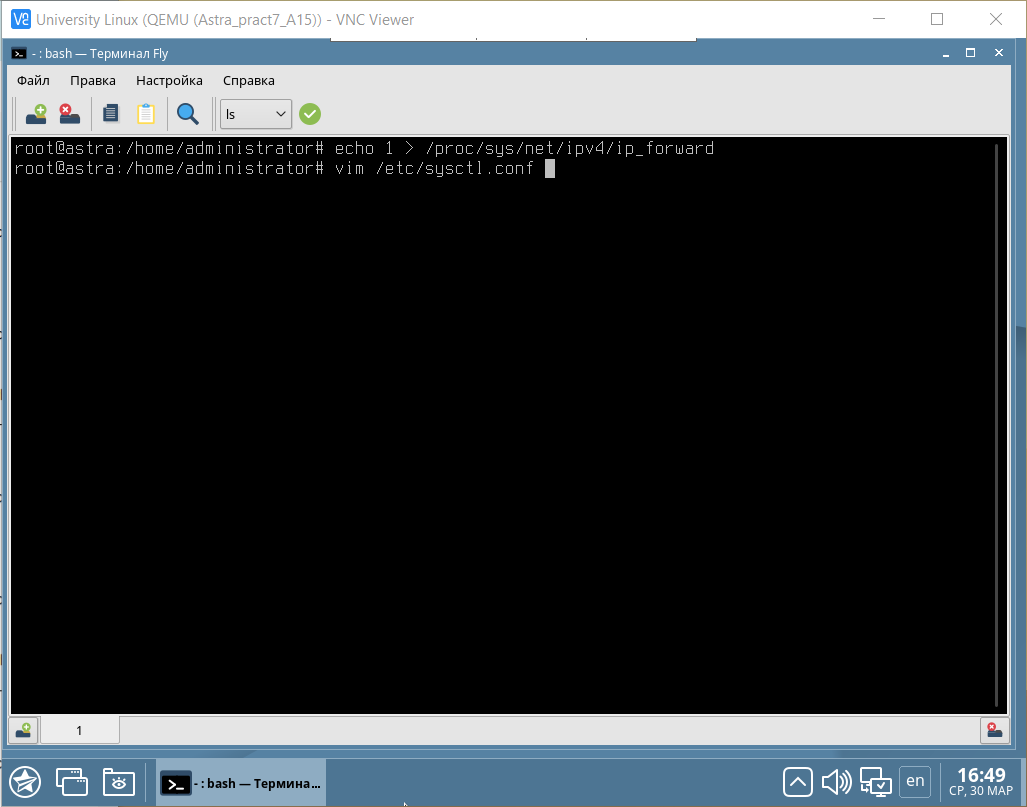 VC University Linux (QEMU (Astra_pract7_A15)) - VNC Viewer
- : bash — Терминал Fly
Файл Правка Настройка Справка
ls
root@astra:/home/administrator# echo 1 > /proc/sys/net/ipv4/ip_forward
root@astra:/home/administrator# vim /etc/sysctl.conf
1
- : bash — Термина...
en
16:49
СР, 30 МАР